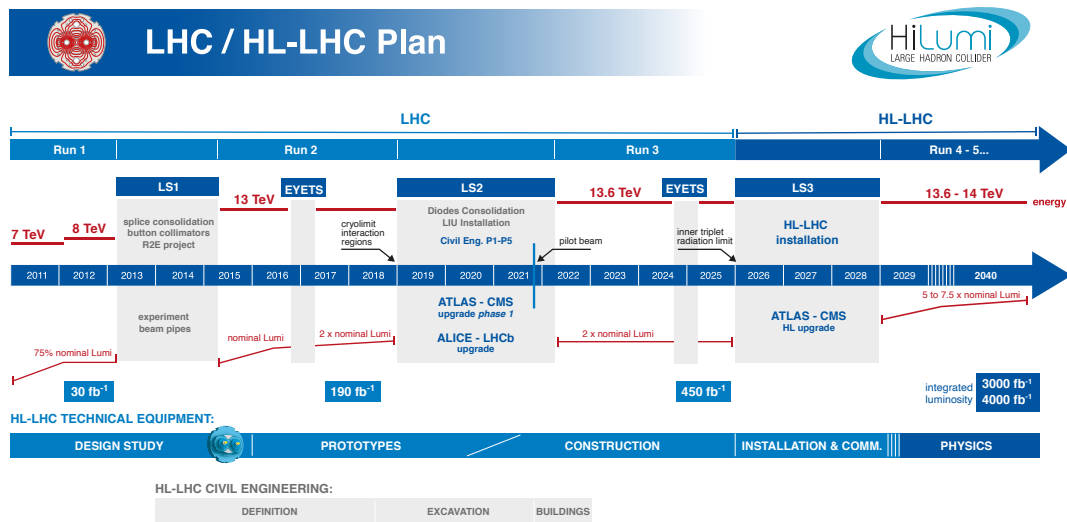 LHC / HL-LHC Plan
HiLumi
LARGE HADRON COLLIDER
LHC
HL-LHC
Run 1
Run 2
Run 3
Run 4 - 5...
LS1
EYETS
LS2
EYETS
LS3
13 TeV
13.6 TeV
13.6 - 14 TeV
energy
7 TeV
8 TeV
splice consolidation
button collimators
R2E project
cryolimit
interaction
regions
Diodes Consolidation
LIU Installation
Civil Eng. P1-P5
pilot beam
inner triplet
radiation limit
HL-LHC
installation
2011
2012
2013
2014
2015
2016
2017
2018
2019
2020
2021
2022
2023
2024
2025
2026
2027
2028
2029
2040
experiment
beam pipes
ATLAS - CMS
upgrade phase 1
ALICE - LHCb
upgrade
ATLAS - CMS
HL upgrade
5 to 7.5 x nominal Lumi
75% nominal Lumi
nominal Lumi
2 x nominal Lumi
2 x nominal Lumi
30 fb-1
190 fb-1
450 fb-1
integrated
luminosity
3000 fb-1
4000 fb-1
HL-LHC TECHNICAL EQUIPMENT:
DESIGN STUDY
PROTOTYPES
CONSTRUCTION
INSTALLATION & COMM.
PHYSICS
HL-LHC CIVIL ENGINEERING:
DEFINITION
EXCAVATION
BUILDINGS